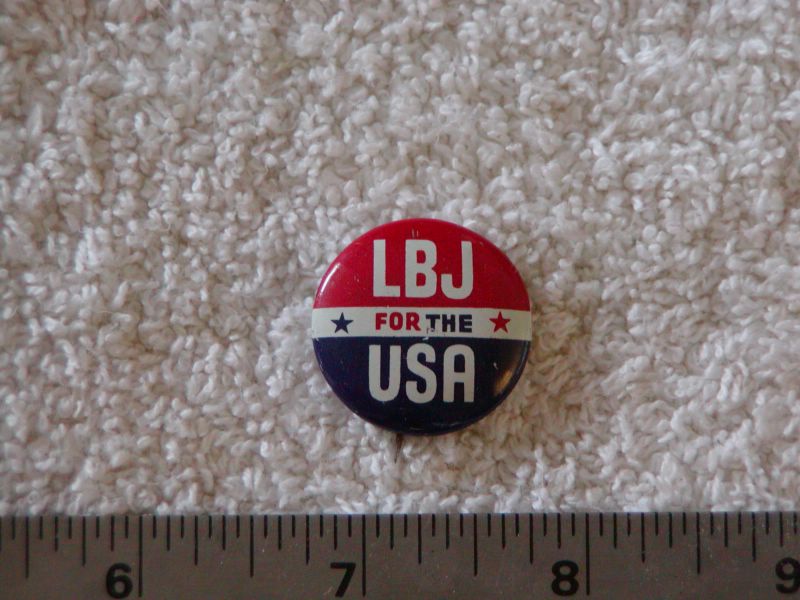 LBJ
FOR THE
USA
6 7 8 9